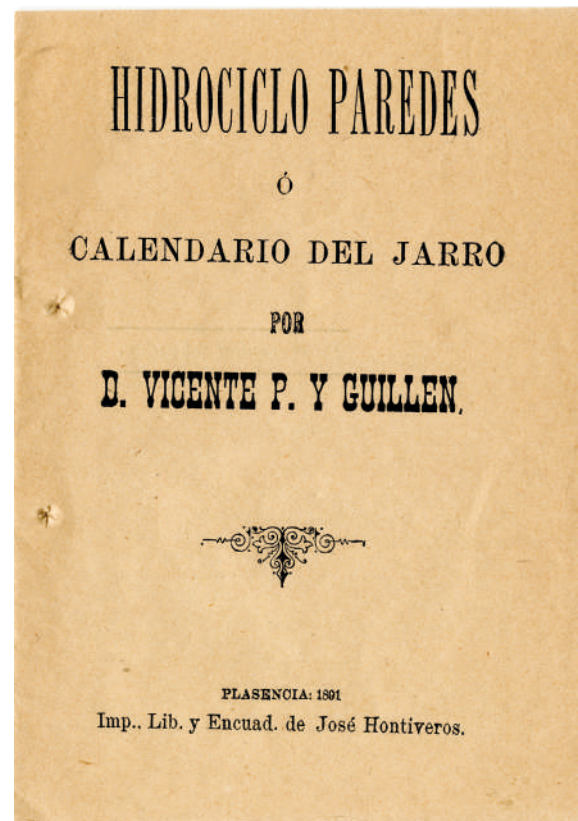 HIDROCICLO PAREDES
Ó
CALENDARIO DEL JARRO
POR
D. VICENTE P. Y GUILLEN.
PLASENCIA: 1891
Imp.. Lib. y Encuad. de José Hontiveros.